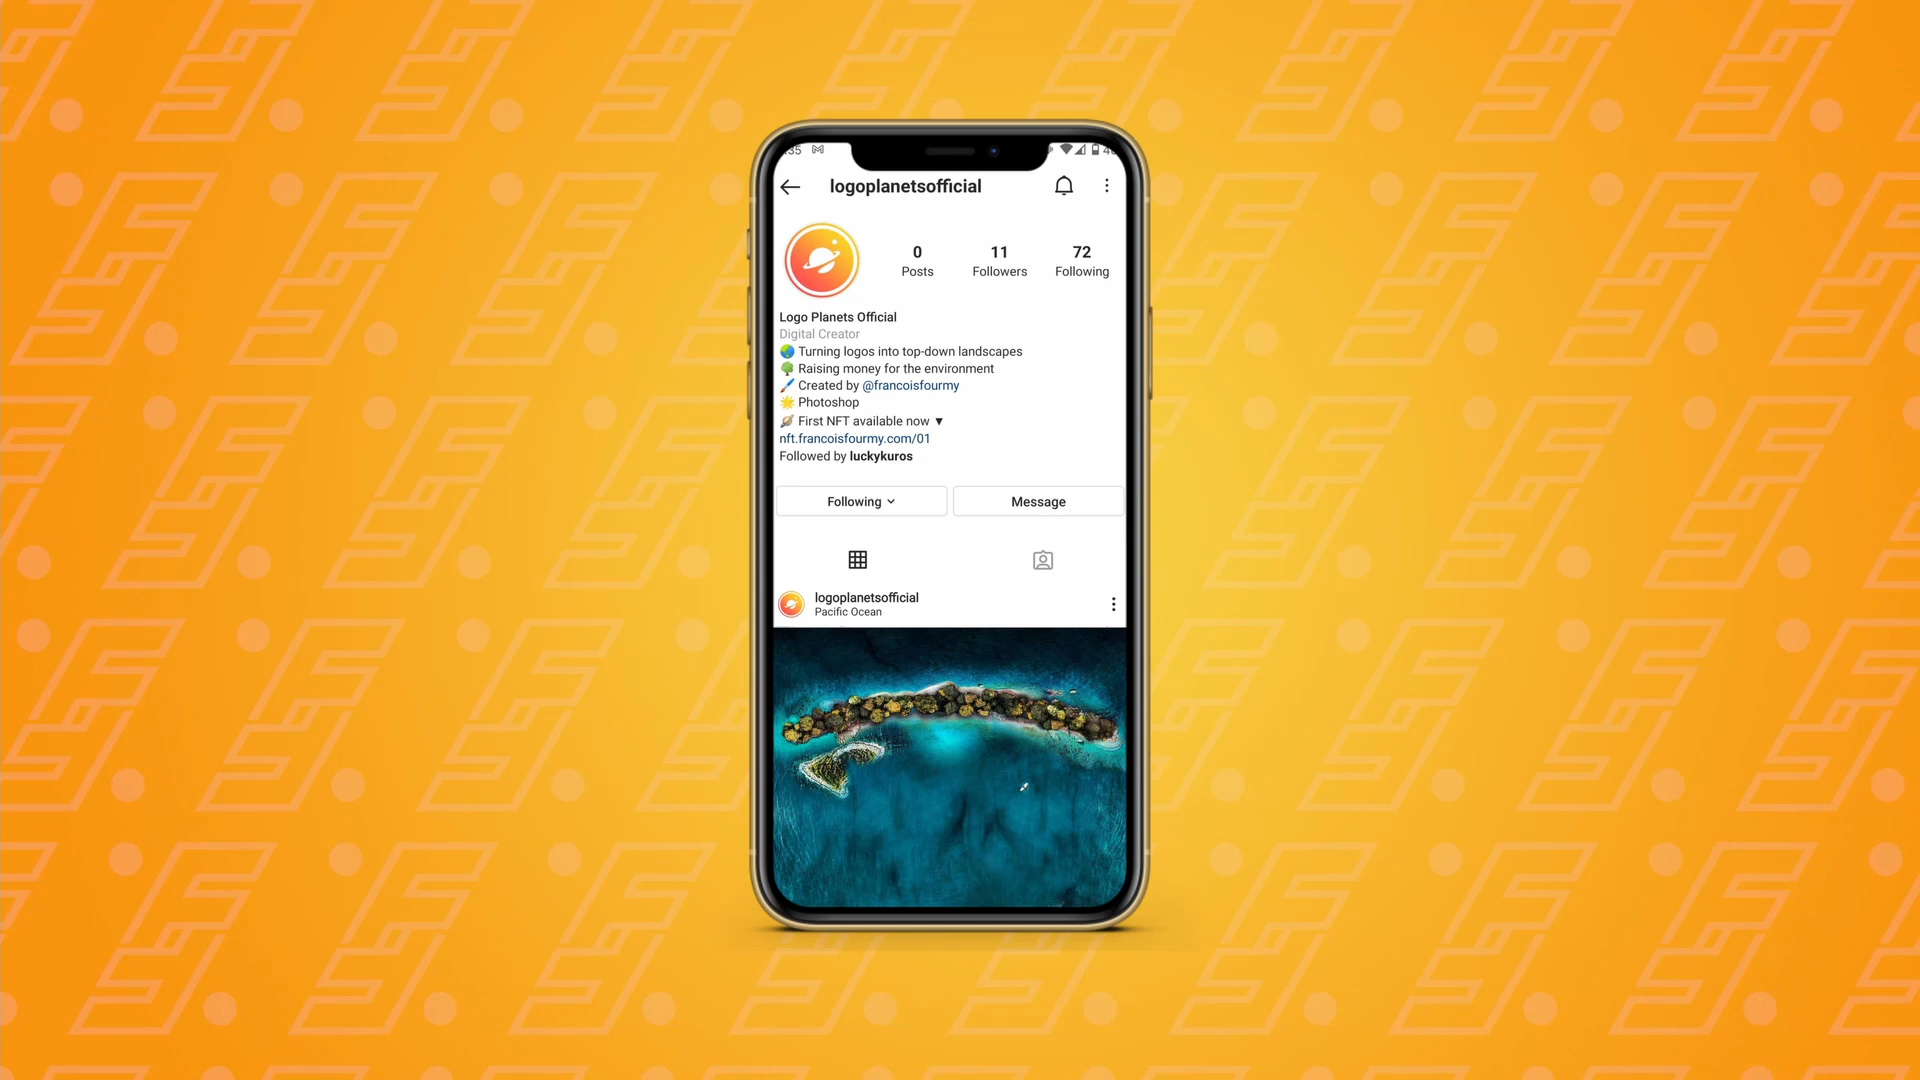 :35
logoplanetsofficial
0 11 72
Posts Followers Following
Logo Planets Official
Digital Creator
Turning logos into top-down landscapes
Raising money for the environment
Created by @francoisfourmy
Photoshop
First NFT available now ▼
nft.francoisfourmy.com/01
Followed by luckykuros
Following Message
logoplanetsofficial
Pacific Ocean